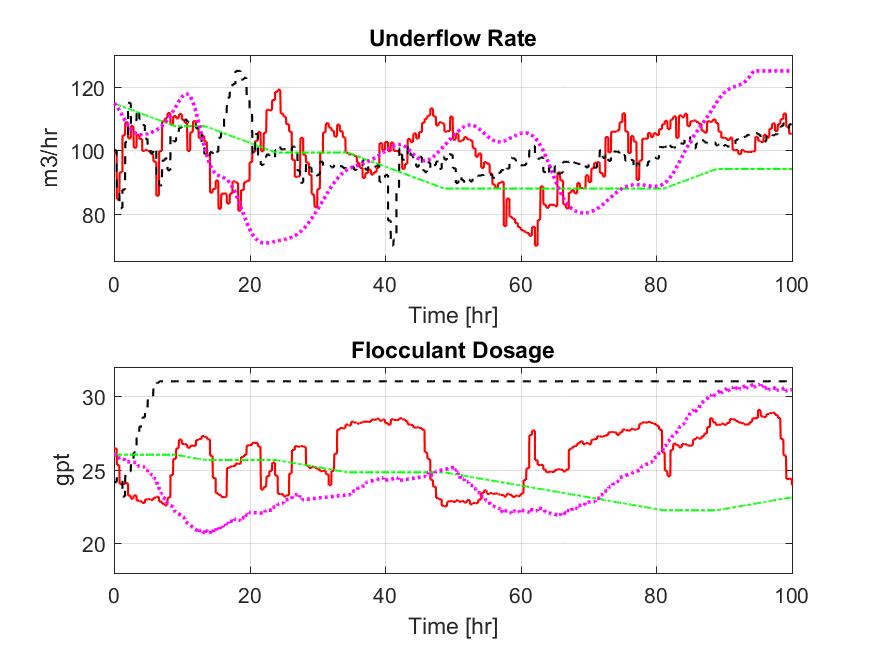 Underflow Rate
120
100
80
m3/hr
0 20 40 60 80 100
Time [hr]
Flocculant Dosage
30
25
20
gpt
0 20 40 60 80 100
Time [hr]